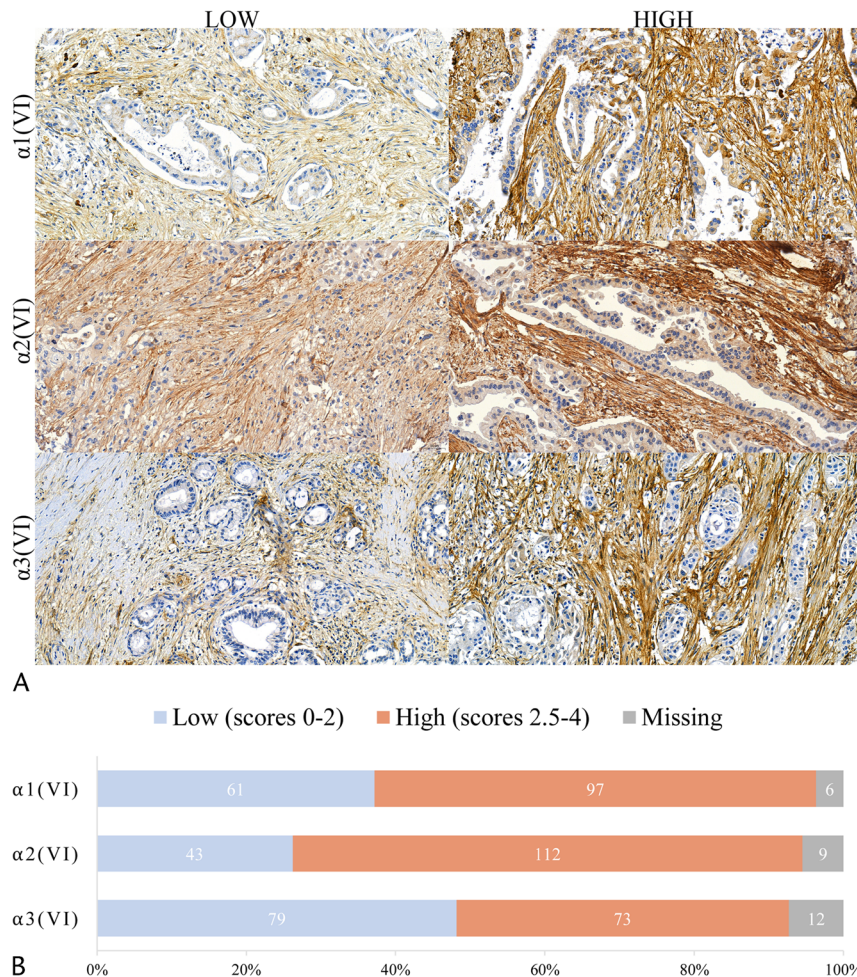 LOW HIGH
α1(VI)
α2(VI)
α3(VI)
A
Low (scores 0-2) High (scores 2.5-4) Missing
α1(VI) 61 97 6
α2(VI) 43 112 9
α3(VI) 79 73 12
B
0% 20% 40% 60% 80% 100%